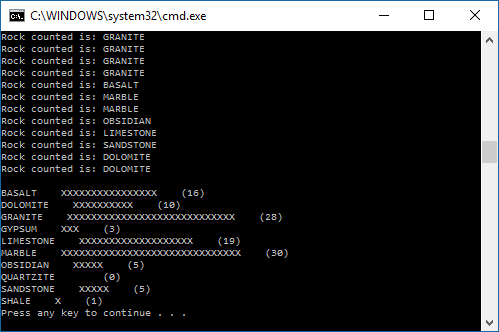 C:\WINDOWS\system32\cmd.exe
Rock counted is: GRANITE
Rock counted is: GRANITE
Rock counted is: GRANITE
Rock counted is: GRANITE
Rock counted is: BASALT
Rock counted is: MARBLE
Rock counted is: MARBLE
Rock counted is: OBSIDIAN
Rock counted is: LIMESTONE
Rock counted is: SANDSTONE
Rock counted is: DOLOMITE
Rock counted is: DOLOMITE
BASALT    XXXXXXXXXXXXXXXX    (16)
DOLOMITE    XXXXXXXXXX    (10)
GRANITE    XXXXXXXXXXXXXXXXXXXXXXXXXXXX    (28)
GYPSUM    XXX    (3)
LIMESTONE    XXXXXXXXXXXXXXXXXXX    (19)
MARBLE    XXXXXXXXXXXXXXXXXXXXXXXXXXXXXX    (30)
OBSIDIAN    XXXXX    (5)
QUARTZITE        (0)
SANDSTONE    XXXXX    (5)
SHALE    X    (1)
Press any key to continue . . .